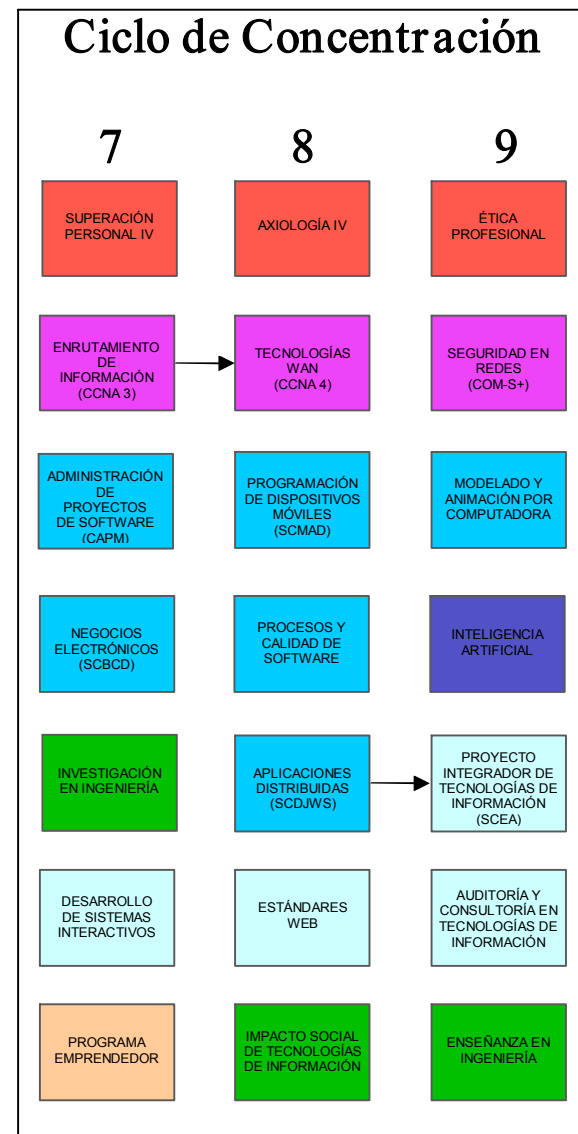 Ciclo de Concentración
7
8
9
SUPERACIÓN
PERSONAL IV
AXIOLOGÍA IV
ÉTICA
PROFESIONAL
ENRUTAMIENTO
DE
INFORMACIÓN
(CCNA 3)
TECNOLOGÍAS
WAN
(CCNA 4)
SEGURIDAD EN
REDES
(COM-S+)
ADMINISTRACIÓN
DE
PROYECTOS
DE SOFTWARE
(CAPM)
PROGRAMACIÓN
DE DISPOSITIVOS
MÓVILES
(SCMAD)
MODELADO Y
ANIMACIÓN POR
COMPUTADORA
NEGOCIOS
ELECTRÓNICOS
(SCBCD)
PROCESOS Y
CALIDAD DE
SOFTWARE
INTELIGENCIA
ARTIFICIAL
INVESTIGACIÓN
EN INGENIERÍA
APLICACIONES
DISTRIBUIDAS
(SCDJWS)
PROYECTO
INTEGRADOR DE
TECNOLOGÍAS DE
INFORMACIÓN
(SCEA)
DESARROLLO
DE SISTEMAS
INTERACTIVOS
ESTÁNDARES
WEB
AUDITORÍA Y
CONSULTORÍA EN
TECNOLOGÍAS DE
INFORMACIÓN
PROGRAMA
EMPRENDEDOR
IMPACTO SOCIAL
DE TECNOLOGÍAS
DE INFORMACIÓN
ENSEÑANZA EN
INGENIERÍA